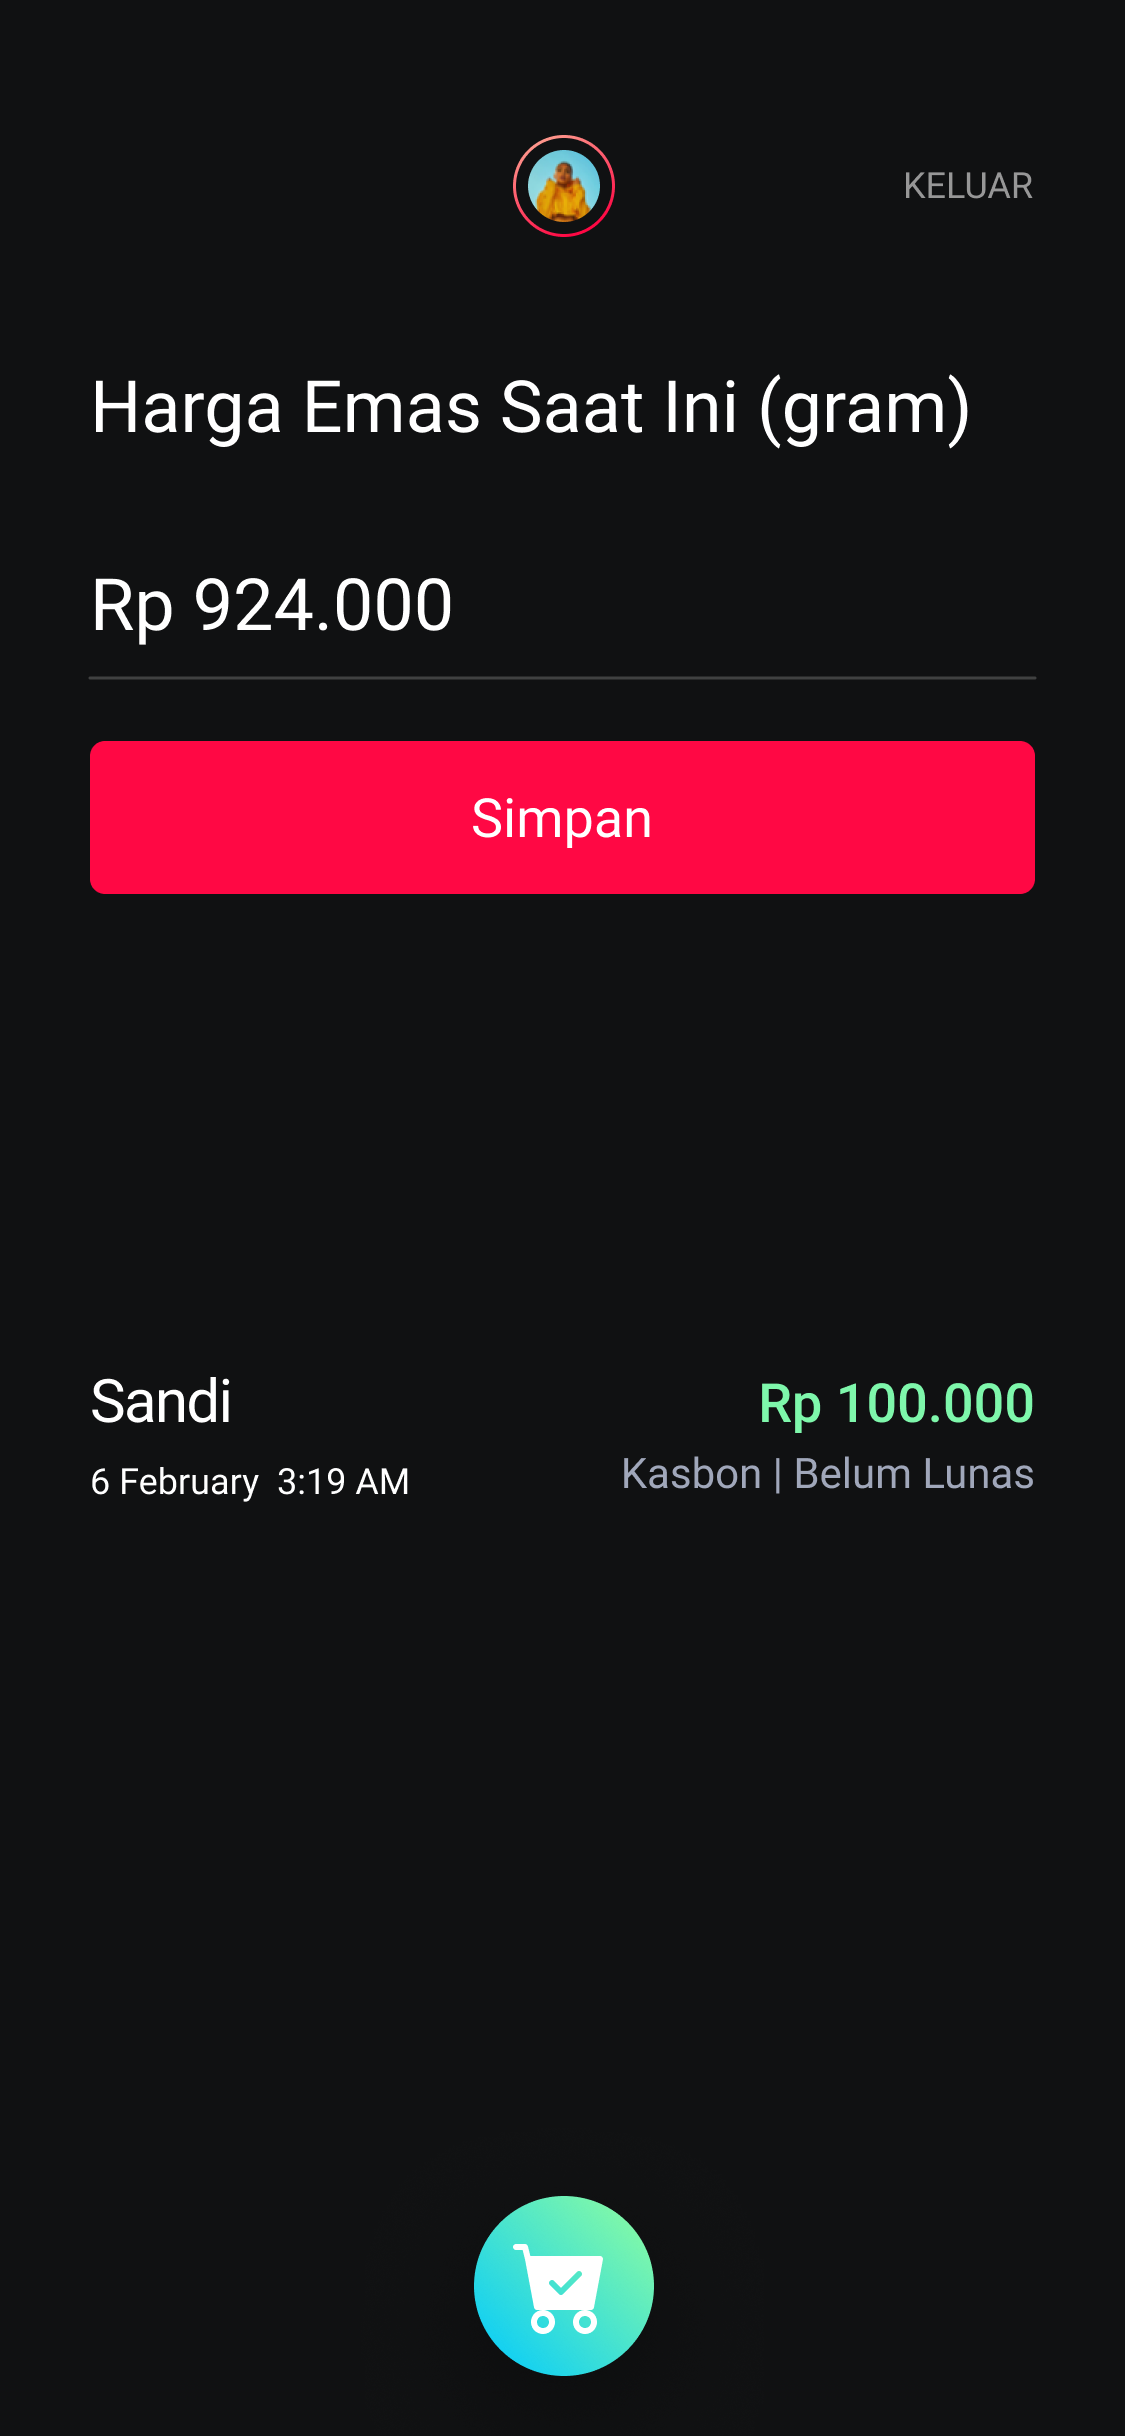 KELUAR
Harga Emas Saat Ini (gram)
Rp 924.000
Simpan
Sandi
Rp 100.000
6 February 3:19 AM
Kasbon | Belum Lunas